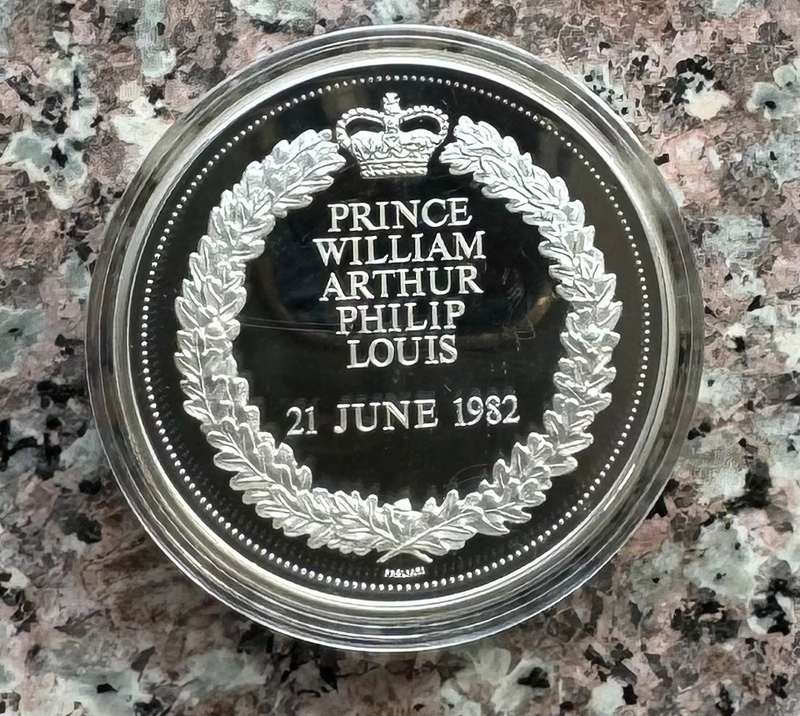 PRINCE
WILLIAM
ARTHUR
PHILIP
LOUIS
21 JUNE 1982